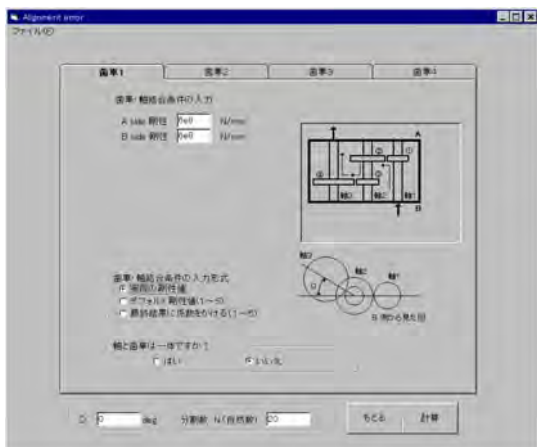 Alignment error
ファイル(F)
歯車1 歯車2 歯車3 歯車4
歯車・軸結合条件の入力
A side 剛性 0e0 N/mm
B side 剛性 0e0 N/mm
A
② ①
④ ③
軸3 軸2 軸1
B
歯車・軸結合条件の入力形式
実際の剛性値
デフォルト剛性値(1~5)
最終結果に係数をかける(1~5)
軸3 軸2 軸1
B 側から見た図
軸と歯車は一体ですか?
はい いいえ
deg 分割数 N(自然数) 20 もどる 計算